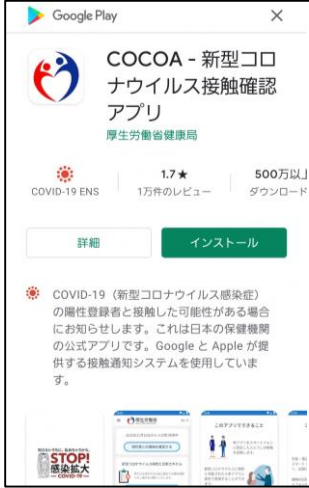 Google Play
COCOA - 新型コロ
ナウイルス接触確認
アプリ
厚生労働省健康局
COVID-19 ENS
1.7★
1万件のレビュー
500万以上
ダウンロード
詳細
インストール
COVID-19（新型コロナウイルス感染症）
の陽性登録者と接触した可能性がある場合
にお知らせします。これは日本の保健機関
の公式アプリです。Google と Apple が提
供する接触通知システムを使用していま
す。
STOP!
感染拡大
COVID-19
厚生労働省
このアプリでできること